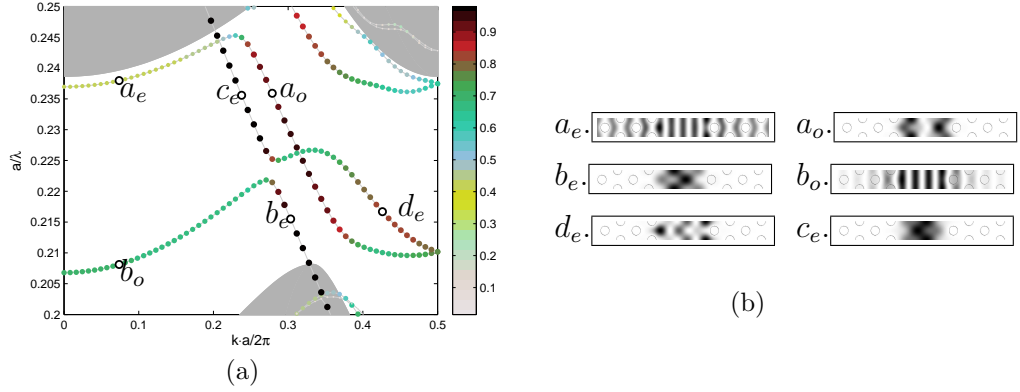 0.25
0.245
0.24
0.235
0.23
0.225
0.22
0.215
0.21
0.205
0.2
a/λ
0
0.1
0.2
0.3
0.4
0.5
k·a/2π
a_e
c_e
a_o
b_e
d_e
b_o
0.9
0.8
0.7
0.6
0.5
0.4
0.3
0.2
0.1
(a)
a_e.
a_o.
b_e.
b_o.
d_e.
c_e.
(b)